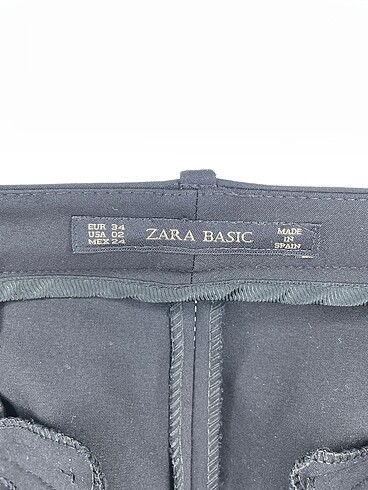 EUR 34
USA 02
MEX 24
ZARA BASIC
MADE
IN
SPAIN